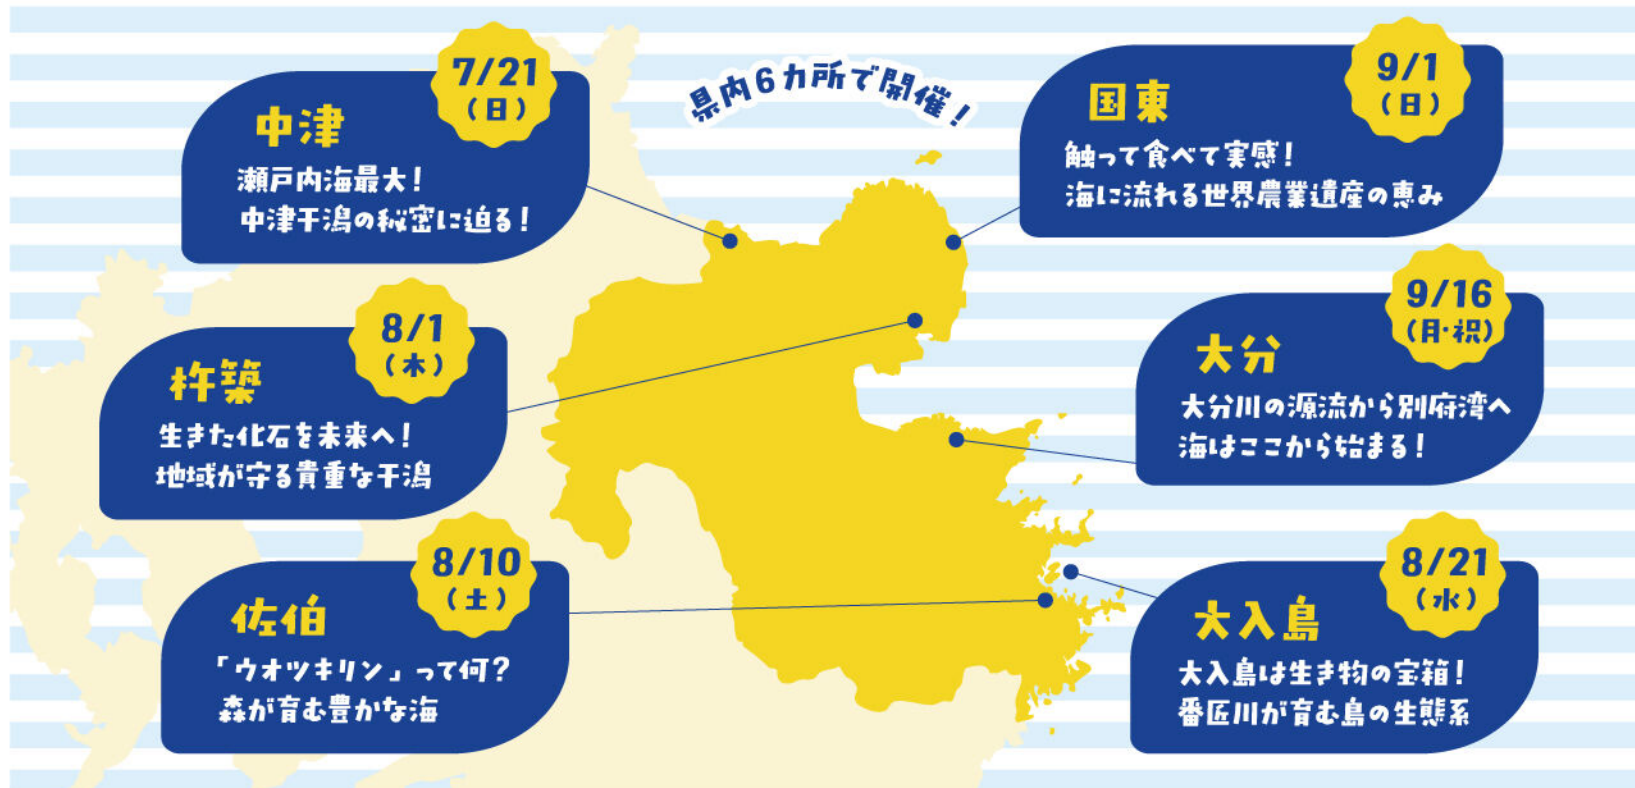 県内6カ所で開催！
7/21
（日）
中津
瀬戸内海最大！
中津干潟の秘密に迫る！
9/1
（日）
国東
触って食べて実感！
海に流れる世界農業遺産の恵み
8/1
（木）
杵築
生きた化石を未来へ！
地域が守る貴重な干潟
9/16
（月・祝）
大分
大分川の源流から別府湾へ
海はここから始まる！
8/10
（土）
佐伯
「ウオツキリン」って何？
森が育む豊かな海
8/21
（水）
大入島
大入島は生き物の宝箱！
番匠川が育む島の生態系